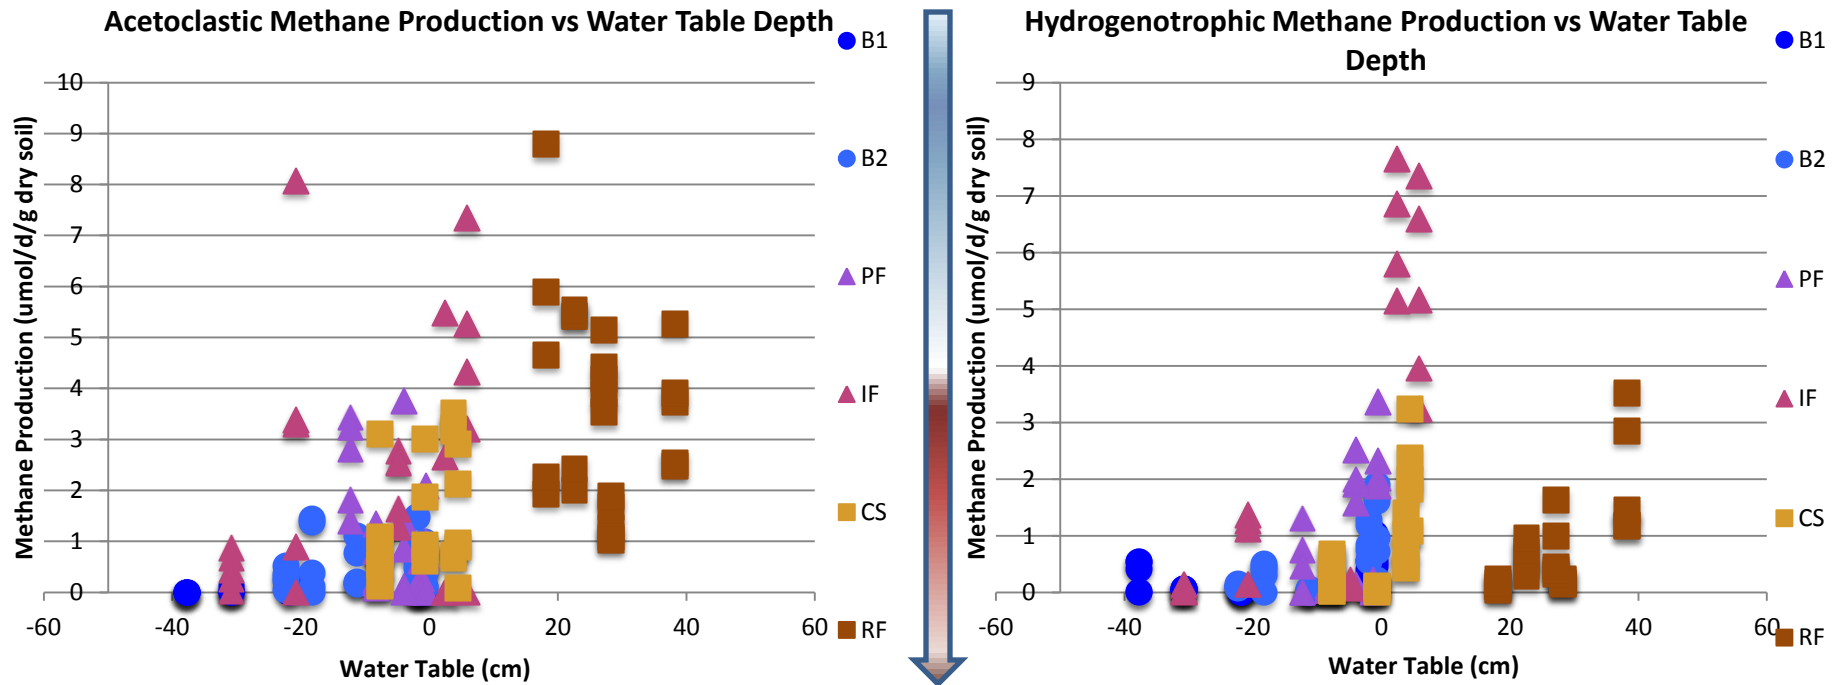 Acetoclastic Methane Production vs Water Table Depth
Methane Production (umol/d/g dry soil)
10
9
8
7
6
5
4
3
2
1
0
-60 -40 -20 0 20 40 60
Water Table (cm)
B1
B2
PF
IF
CS
RF
Hydrogenotrophic Methane Production vs Water Table
Depth
Methane Production (umol/d/g dry soil)
9
8
7
6
5
4
3
2
1
0
-60 -40 -20 0 20 40 60
Water Table (cm)
B1
B2
PF
IF
CS
RF